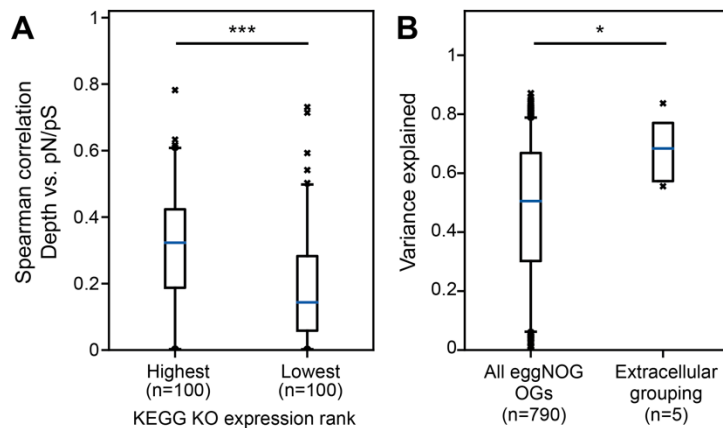 A
***
Spearman correlation
Depth vs. pN/pS
1
0.8
0.6
0.4
0.2
0
Highest
(n=100)
Lowest
(n=100)
KEGG KO expression rank
B
*
Variance explained
1
0.8
0.6
0.4
0.2
0
All eggNOG
OGs
(n=790)
Extracellular
grouping
(n=5)